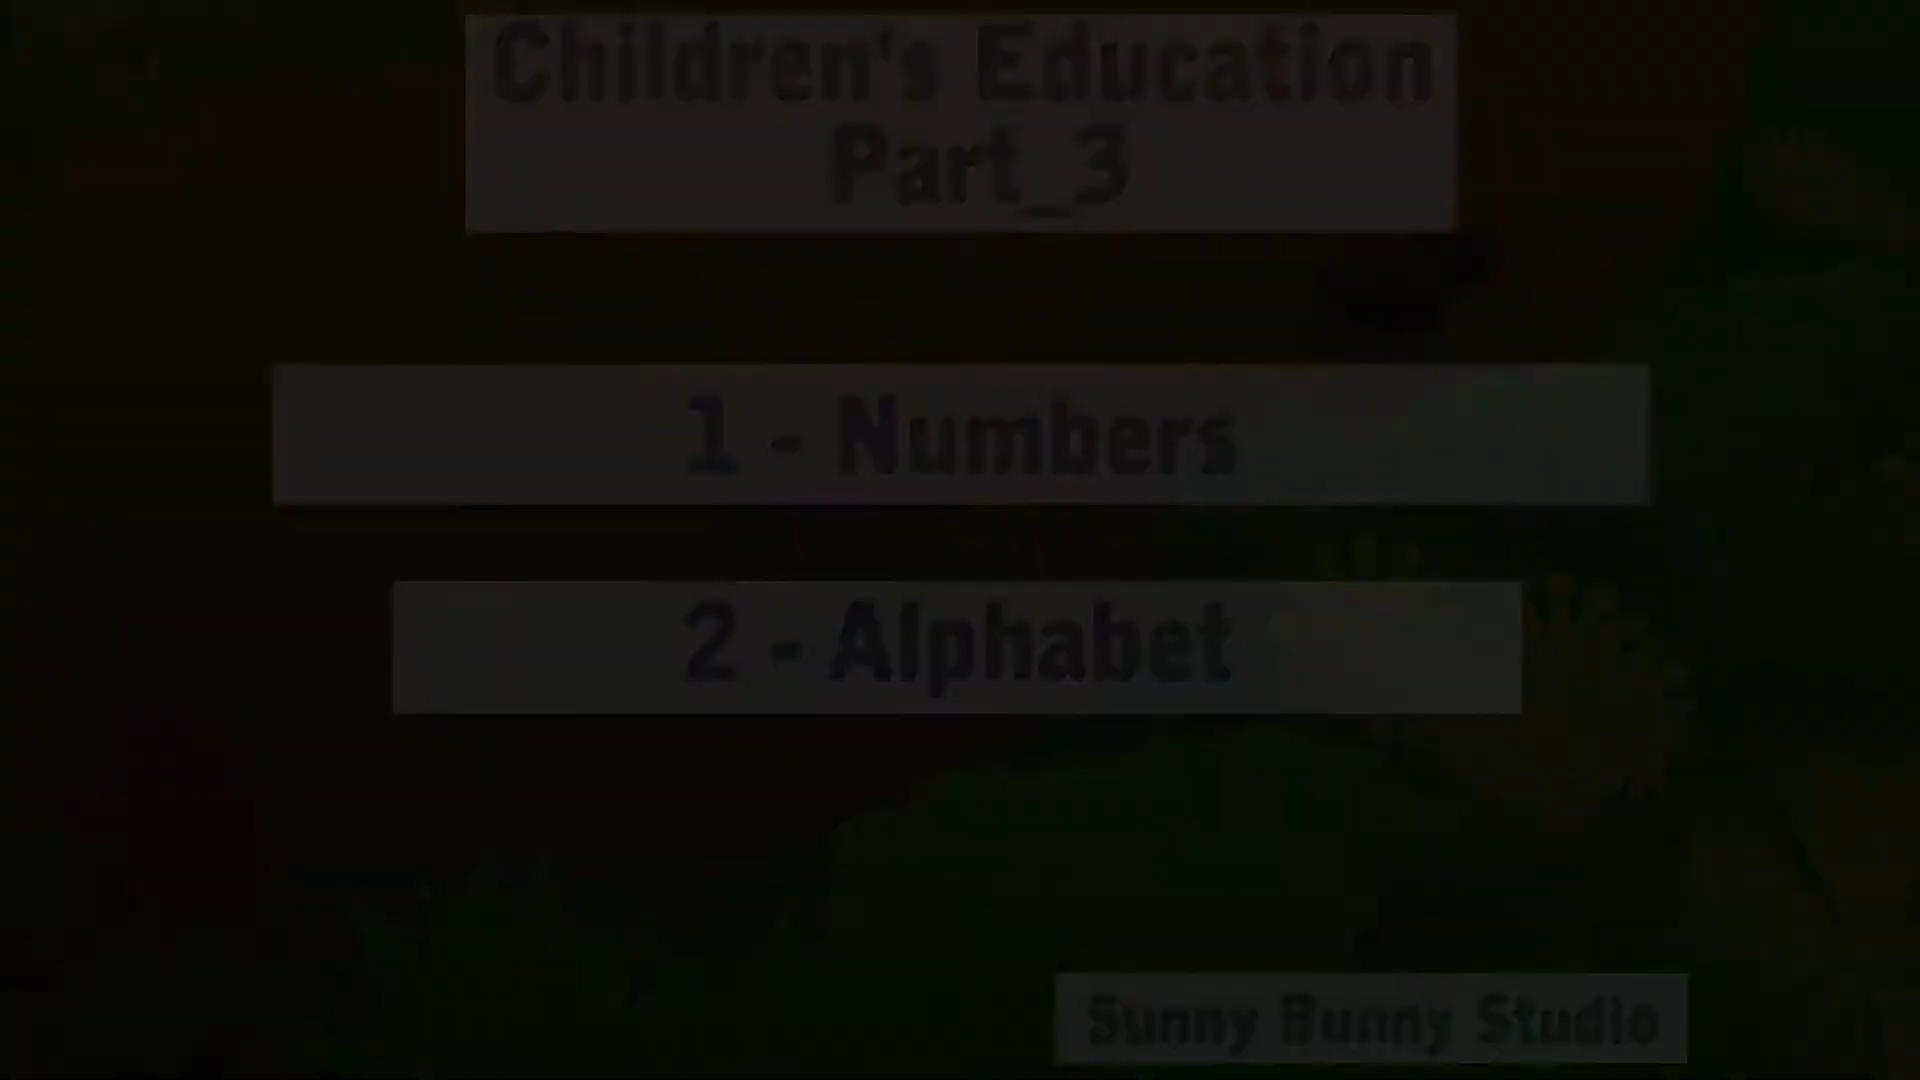 Children's Education
Part_3
1 - Numbers
2 - Alphabet
Sunny Bunny Studio